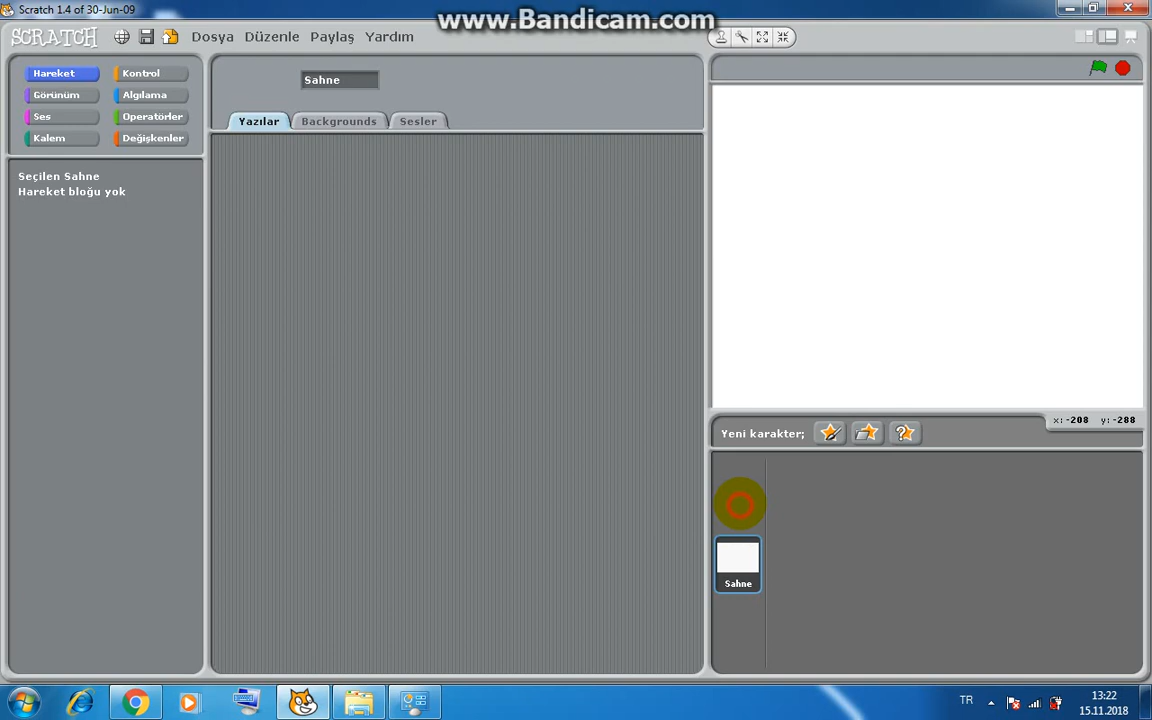 Scratch 1.4 of 30-Jun-09
www.Bandicam.com
SCRATCH
Dosya Düzenle Paylaş Yardım
Hareket
Kontrol
Görünüm
Algılama
Ses
Operatörler
Kalem
Değişkenler
Seçilen Sahne
Hareket bloğu yok
Sahne
Yazılar
Backgrounds
Sesler
x:-208 y:-288
Yeni karakter;
Sahne
TR
13:22
15.11.2018